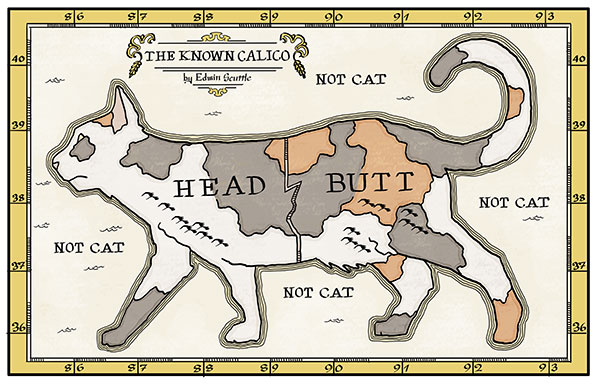 86 87 88 89 90 91 92 93
THE KNOWN CALICO
by Edwin Scuttle
NOT CAT
40 40
39 39
HEAD BUTT
38 38
NOT CAT
NOT CAT
37 37
NOT CAT
36 36
86 87 88 89 90 91 92 93